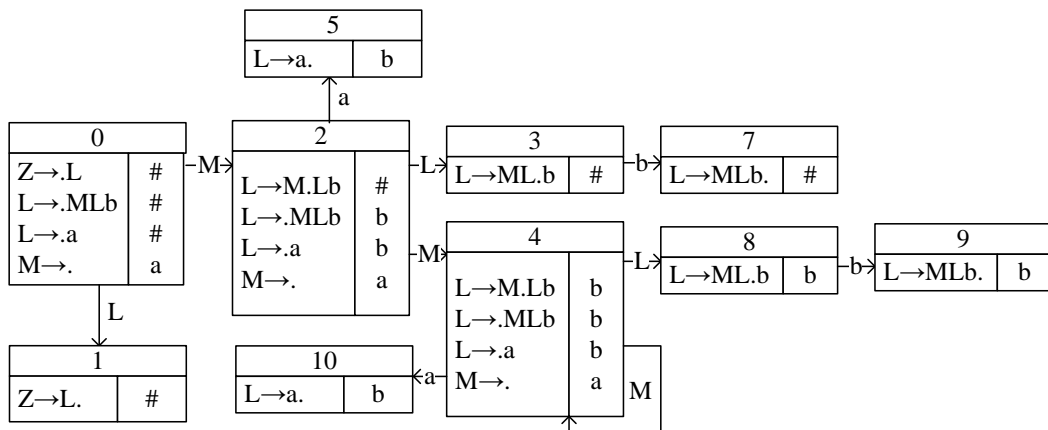 5
L→a. b
a
0
Z→.L #
L→.MLb #
L→.a #
M→. a
M
2
L→M.Lb #
L→.MLb b
L→.a b
M→. a
L
3
L→ML.b #
b
7
L→MLb. #
M
4
L→M.Lb b
L→.MLb b
L→.a b
M→. a
L
8
L→ML.b b
b
9
L→MLb. b
L
1
Z→L. #
10
L→a. b
a
M